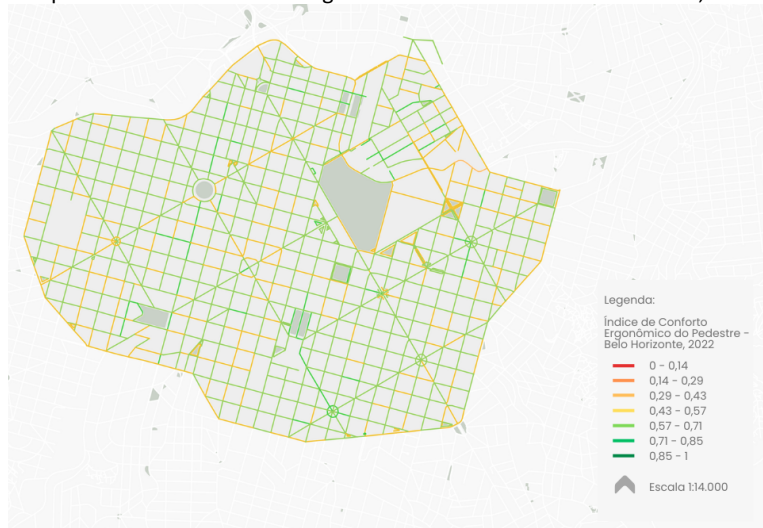 Legenda:
Índice de Conforto
Ergonômico do Pedestre -
Belo Horizonte, 2022
0 - 0,14
0,14 - 0,29
0,29 - 0,43
0,43 - 0,57
0,57 - 0,71
0,71 - 0,85
0,85 - 1
Escala 1:14.000